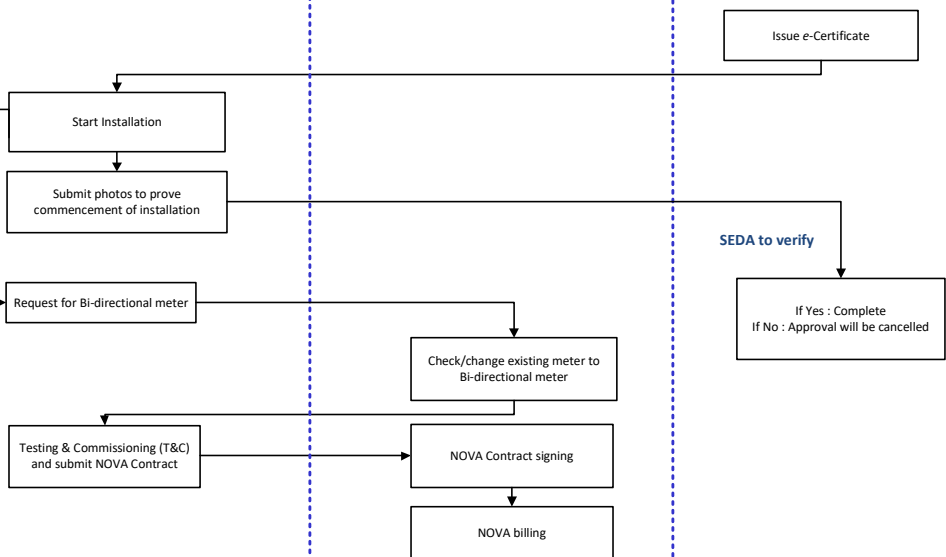 Issue e-Certificate
Start Installation
Submit photos to prove
commencement of installation
SEDA to verify
If Yes : Complete
If No : Approval will be cancelled
Request for Bi-directional meter
Check/change existing meter to
Bi-directional meter
Testing & Commissioning (T&C)
and submit NOVA Contract
NOVA Contract signing
NOVA billing